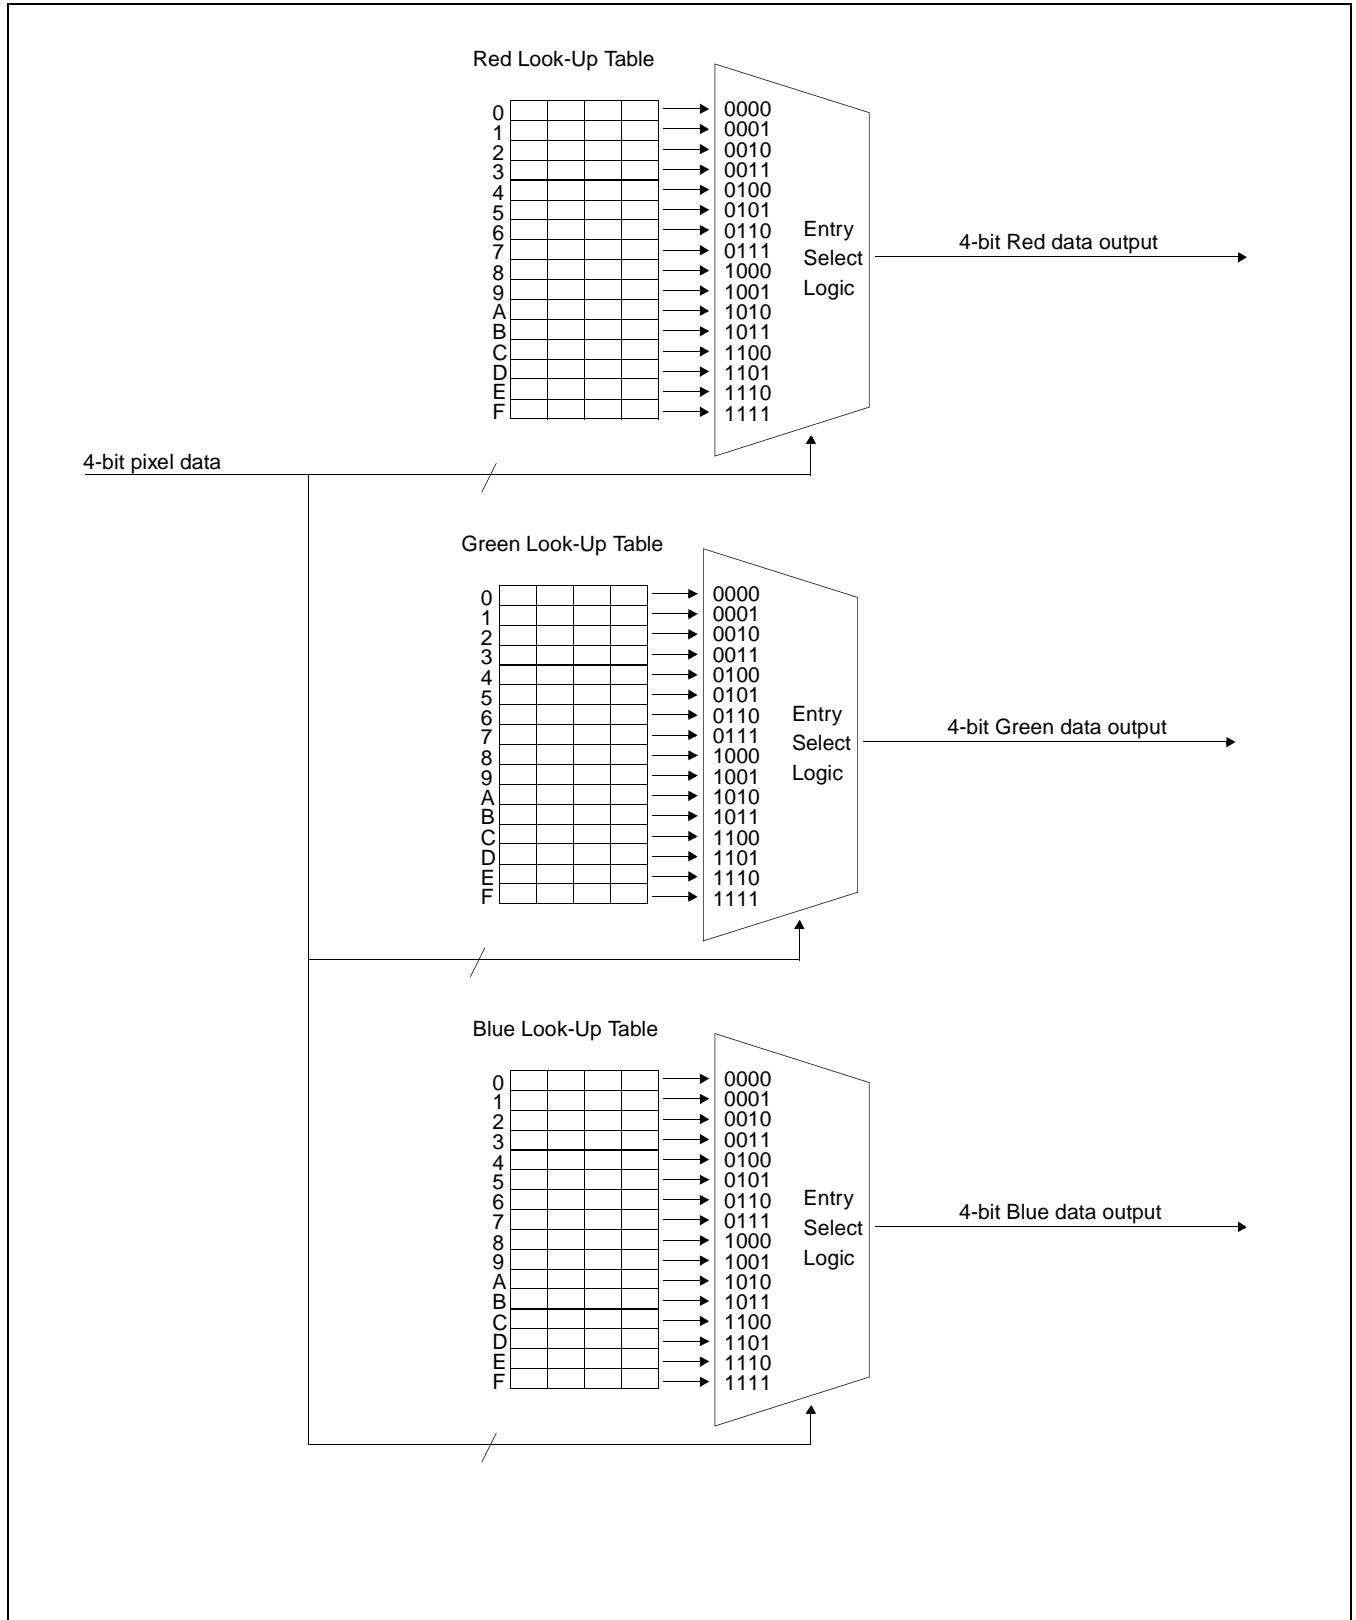 Red Look-Up Table
0 0000
1 0001
2 0010
3 0011
4 0100
5 0101
6 0110
7 0111
8 1000
9 1001
A 1010
B 1011
C 1100
D 1101
E 1110
F 1111
Entry
Select
Logic
4-bit Red data output
4-bit pixel data
Green Look-Up Table
0 0000
1 0001
2 0010
3 0011
4 0100
5 0101
6 0110
7 0111
8 1000
9 1001
A 1010
B 1011
C 1100
D 1101
E 1110
F 1111
Entry
Select
Logic
4-bit Green data output
Blue Look-Up Table
0 0000
1 0001
2 0010
3 0011
4 0100
5 0101
6 0110
7 0111
8 1000
9 1001
A 1010
B 1011
C 1100
D 1101
E 1110
F 1111
Entry
Select
Logic
4-bit Blue data output